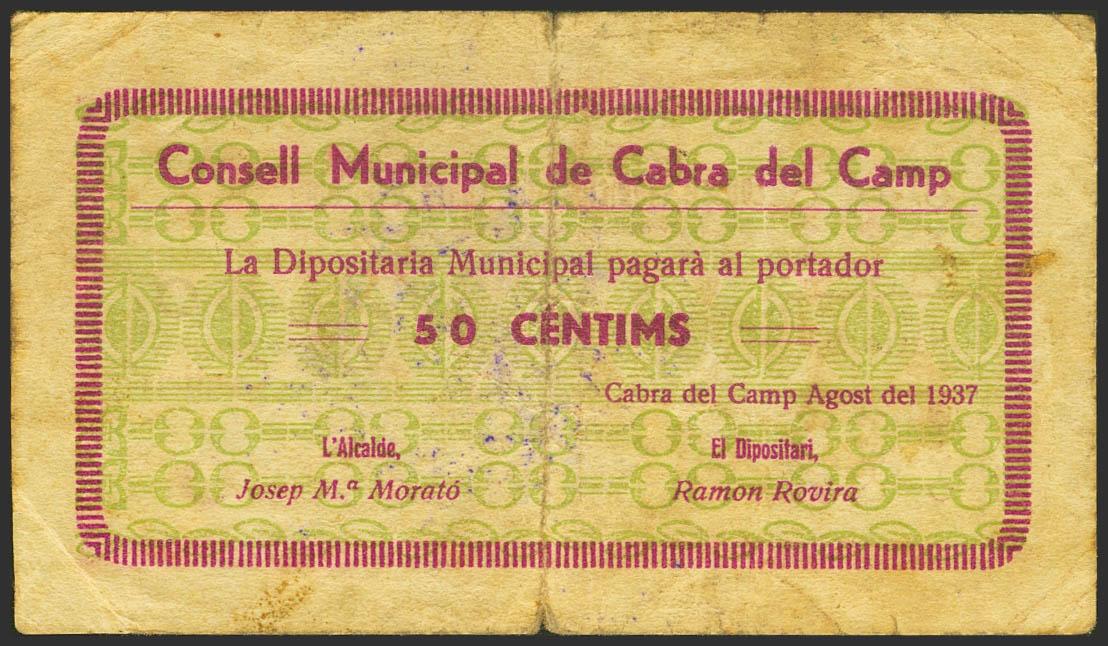 Consell Municipal de Cabra del Camp
La Dipositaria Municipal pagarà al portador
50 CÈNTIMS
Cabra del Camp Agost del 1937
L'Alcalde, El Dipositari,
Josep M.ª Morató Ramon Rovira